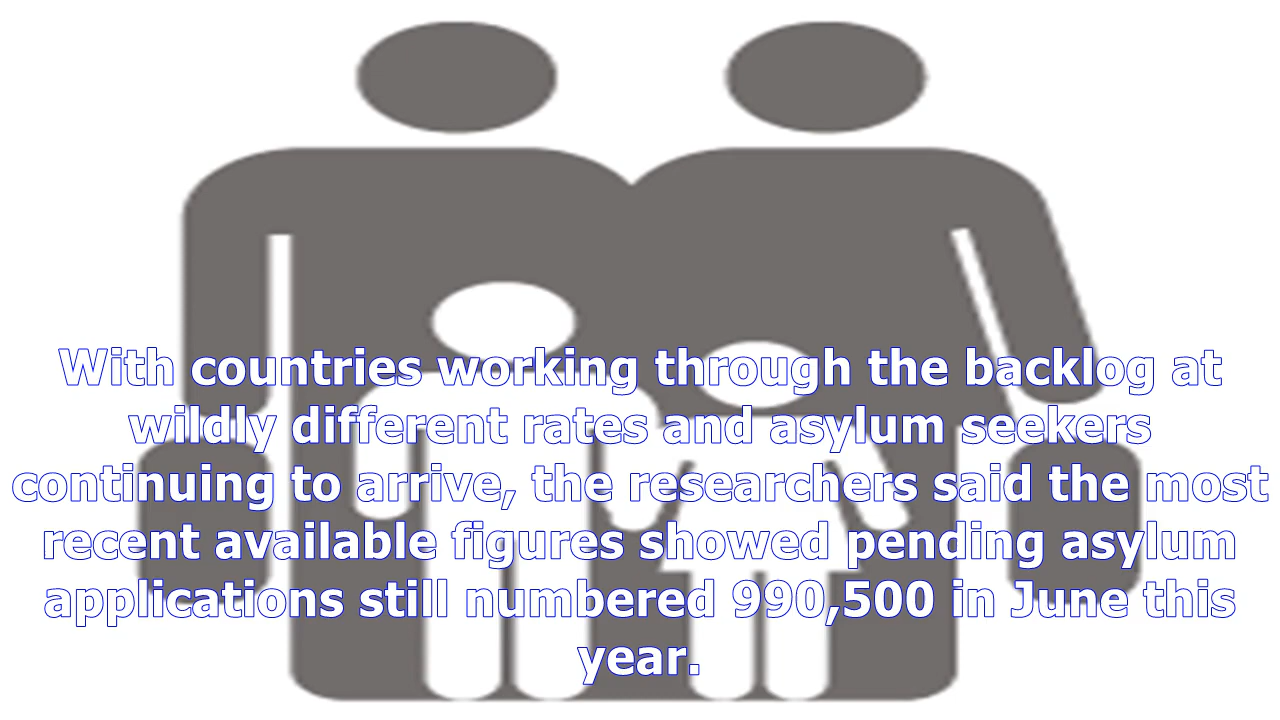 With countries working through the backlog at
wildly different rates and asylum seekers
continuing to arrive, the researchers said the most
recent available figures showed pending asylum
applications still numbered 990,500 in June this
year.